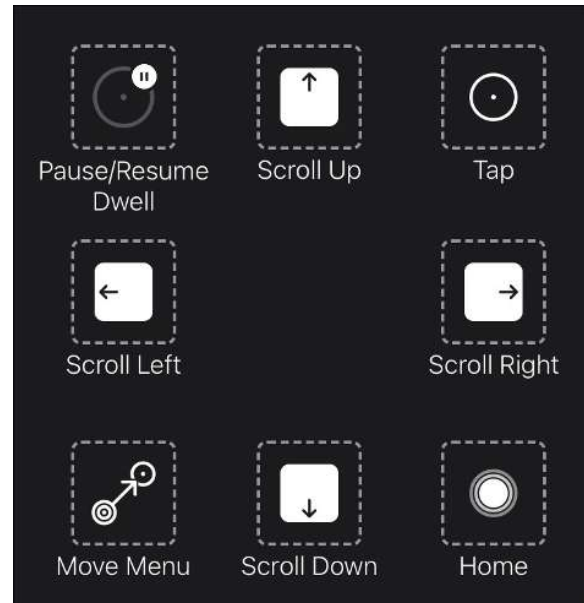 Pause/Resume
Dwell
Scroll Up
Tap
Scroll Left
Scroll Right
Move Menu
Scroll Down
Home